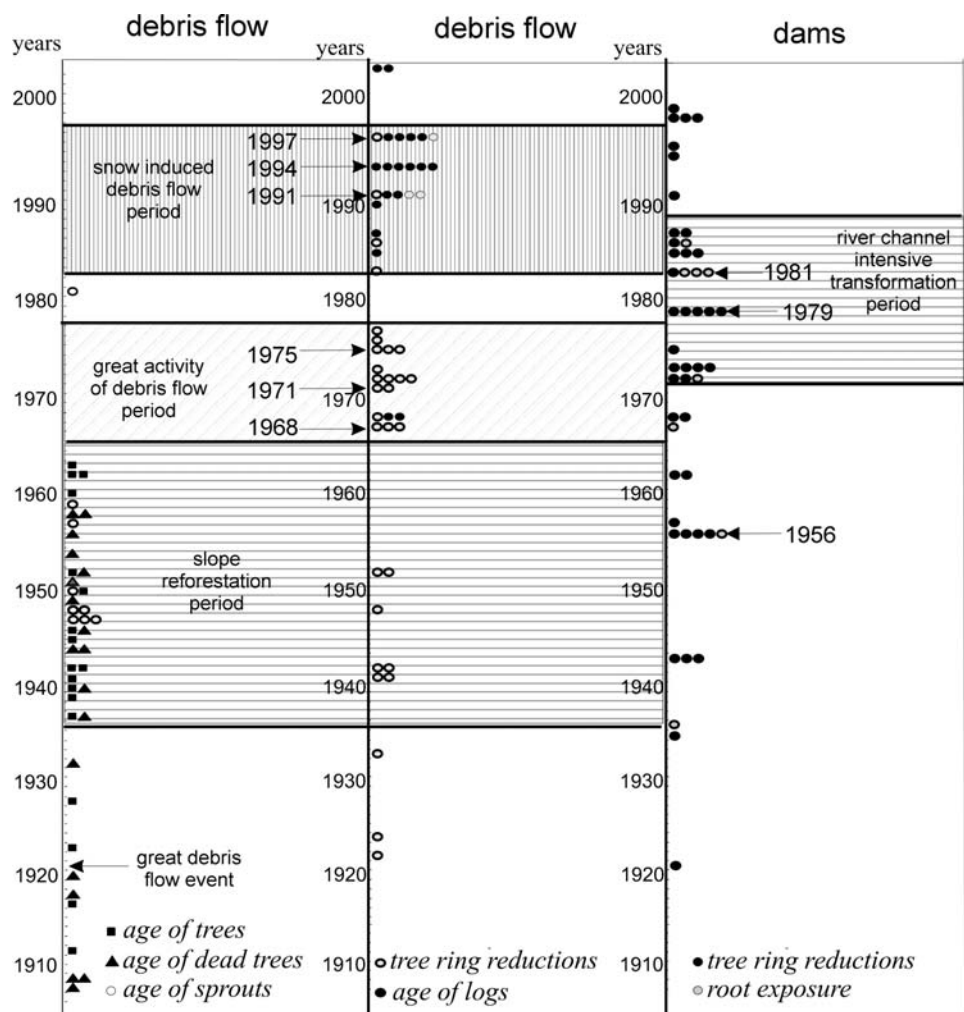 debris flow
debris flow
dams
years
years
years
2000
2000
2000
1997
snow induced
debris flow
period
1994
1991
1990
1990
1990
river channel
intensive
transformation
period
1981
1980
1980
1980
1979
great activity
of debris flow
period
1975
1971
1970
1970
1970
1968
1960
1960
1960
1956
slope
reforestation
period
1950
1950
1950
1940
1940
1940
1930
1930
1930
great debris
flow event
1920
1920
1920
age of trees
age of dead trees
age of sprouts
tree ring reductions
age of logs
tree ring reductions
root exposure
1910
1910
1910